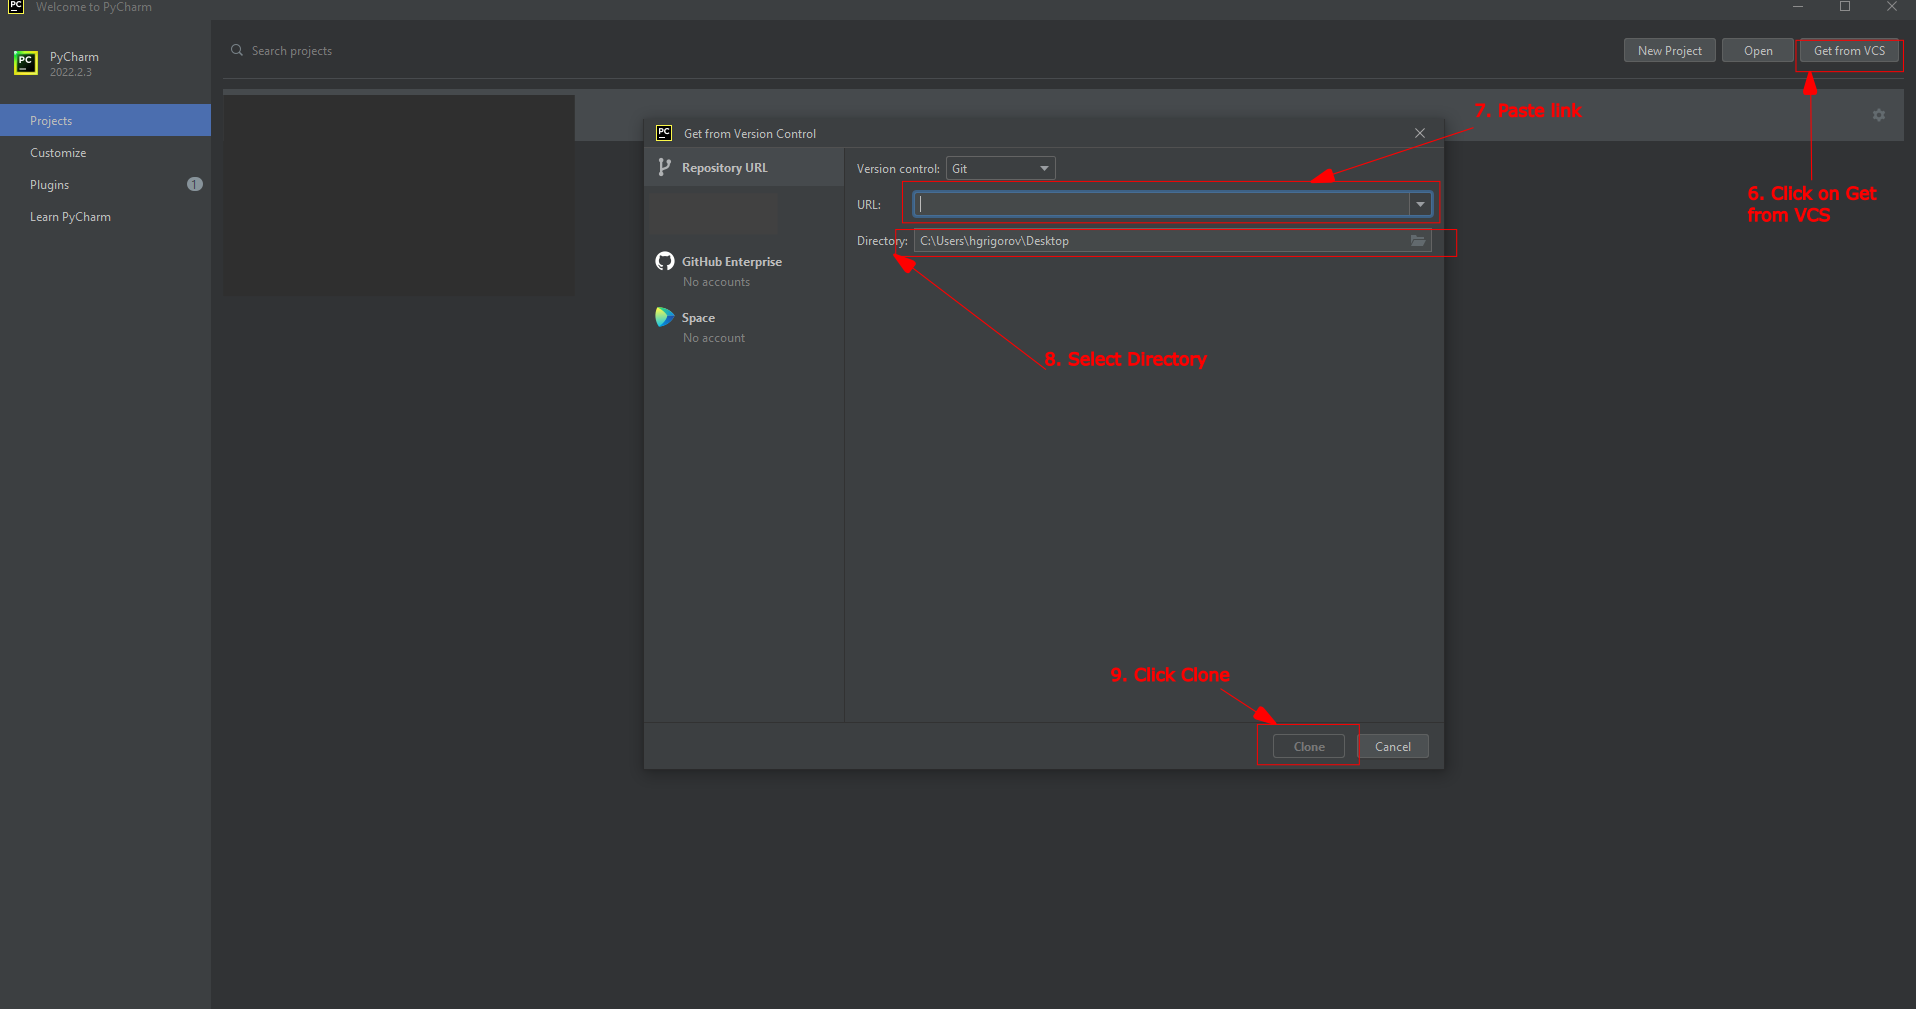 PC
Welcome to PyCharm
PC
PyCharm
2022.2.3
Search projects
New Project
Open
Get from VCS
Projects
Customize
Plugins
1
Learn PyCharm
7. Paste link
6. Click on Get
from VCS
PC
Get from Version Control
Repository URL
Version control:
Git
URL:
Directory:
C:\Users\hgrigorov\Desktop
GitHub Enterprise
No accounts
Space
No account
8. Select Directory
9. Click Clone
Clone
Cancel